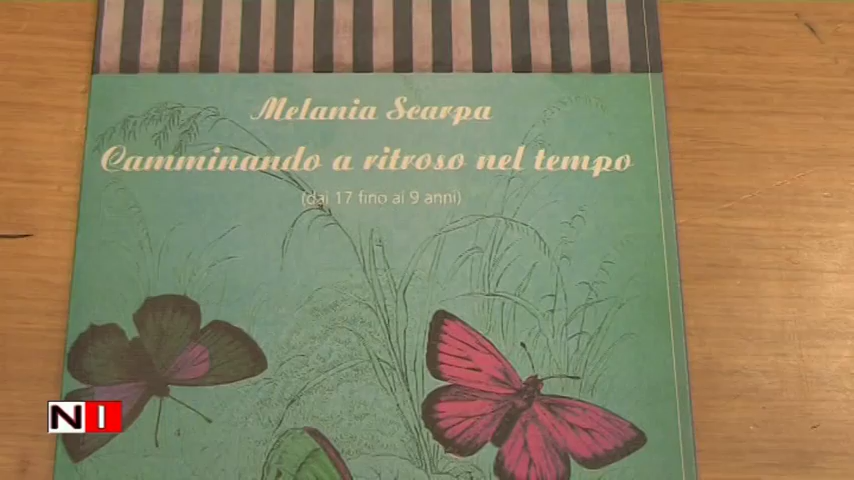 Melania Scarpa
Camminando a ritroso nel tempo
(dai 17 fino ai 9 anni)
N1